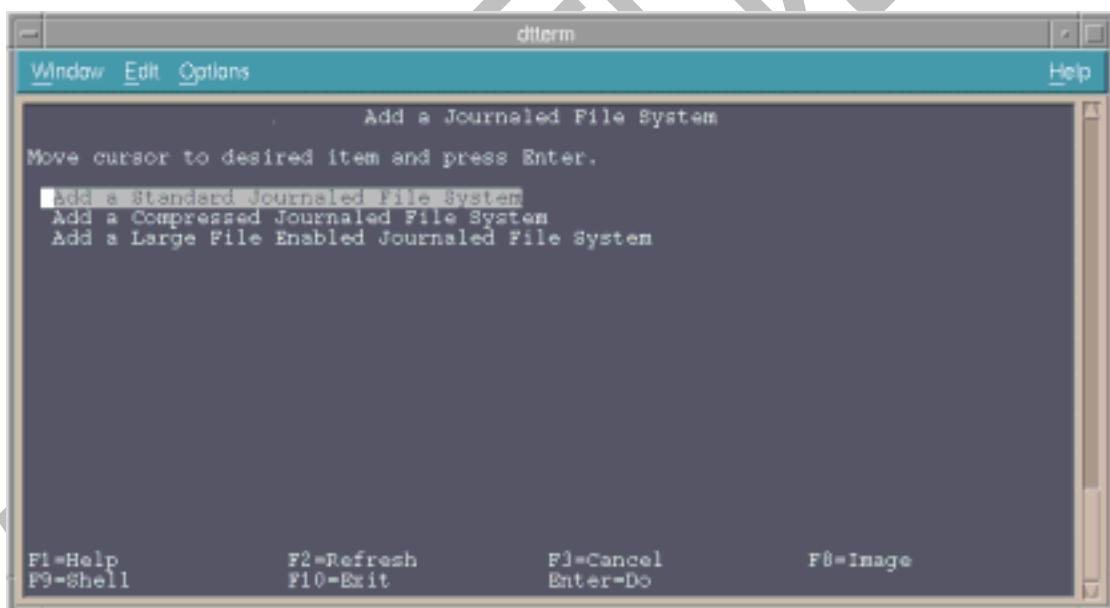 dtterm
Window Edit Options Help
Add a Journaled File System
Move cursor to desired item and press Enter.
Add a Standard Journaled File System
Add a Compressed Journaled File System
Add a Large File Enabled Journaled File System
F1=Help F2=Refresh F3=Cancel F8=Image
F9=Shell F10=Exit Enter=Do